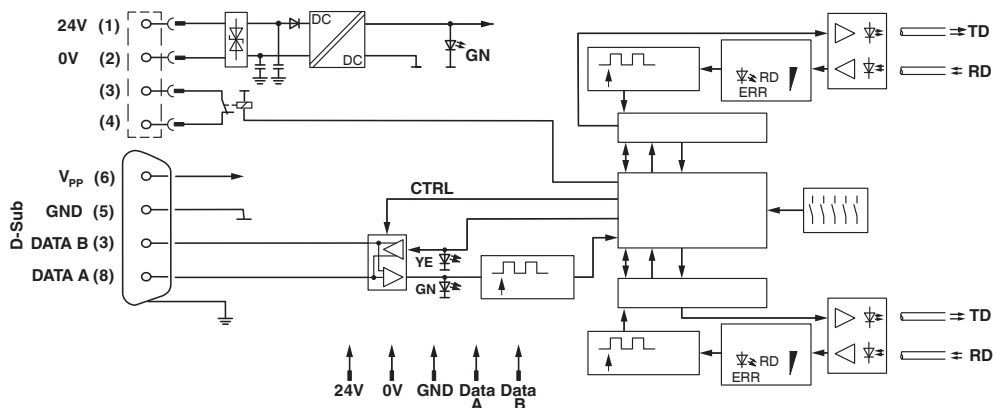 24V (1)
0V (2)
(3)
(4)
DC
DC
GN
D-Sub
VPP (6)
GND (5)
DATA B (3)
DATA A (8)
CTRL
YE
GN
RD
ERR
TD
RD
RD
ERR
TD
RD
24V 0V GND Data A Data B